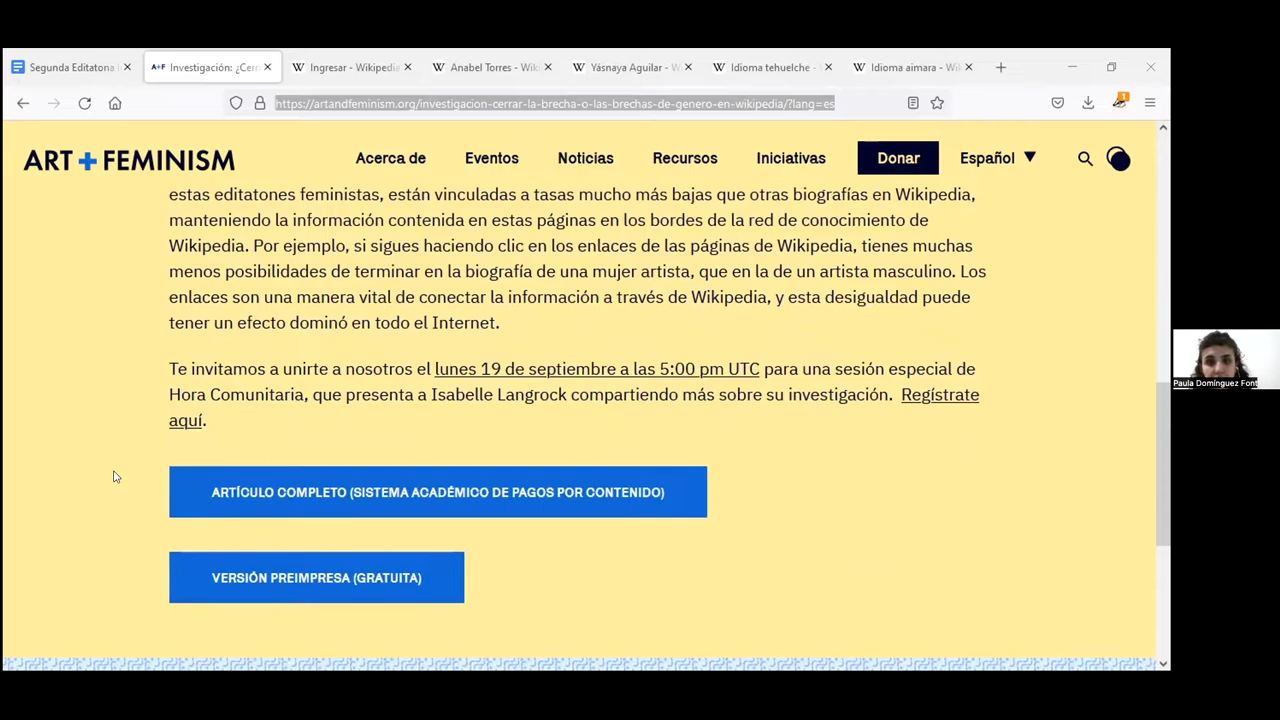 Segunda Editatona
Investigación: ¿Cerr
Ingresar - Wikipedia
Anabel Torres - Wiki
Yásnaya Aguilar - W
Idioma tehuelche -
Idioma aimara - Wiki
https://artandfeminism.org/investigacion-cerrar-la-brecha-o-las-brechas-de-genero-en-wikipedia/?lang=es
1
ART + FEMINISM
Acerca de
Eventos
Noticias
Recursos
Iniciativas
Donar
Español
estas editatones feministas, están vinculadas a tasas mucho más bajas que otras biografías en Wikipedia,
manteniendo la información contenida en estas páginas en los bordes de la red de conocimiento de
Wikipedia. Por ejemplo, si sigues haciendo clic en los enlaces de las páginas de Wikipedia, tienes muchas
menos posibilidades de terminar en la biografía de una mujer artista, que en la de un artista masculino. Los
enlaces son una manera vital de conectar la información a través de Wikipedia, y esta desigualdad puede
tener un efecto dominó en todo el Internet.
Te invitamos a unirte a nosotros el lunes 19 de septiembre a las 5:00 pm UTC para una sesión especial de
Hora Comunitaria, que presenta a Isabelle Langrock compartiendo más sobre su investigación. Regístrate
aquí.
ARTÍCULO COMPLETO (SISTEMA ACADÉMICO DE PAGOS POR CONTENIDO)
VERSIÓN PREIMPRESA (GRATUITA)
Paula Domínguez Font